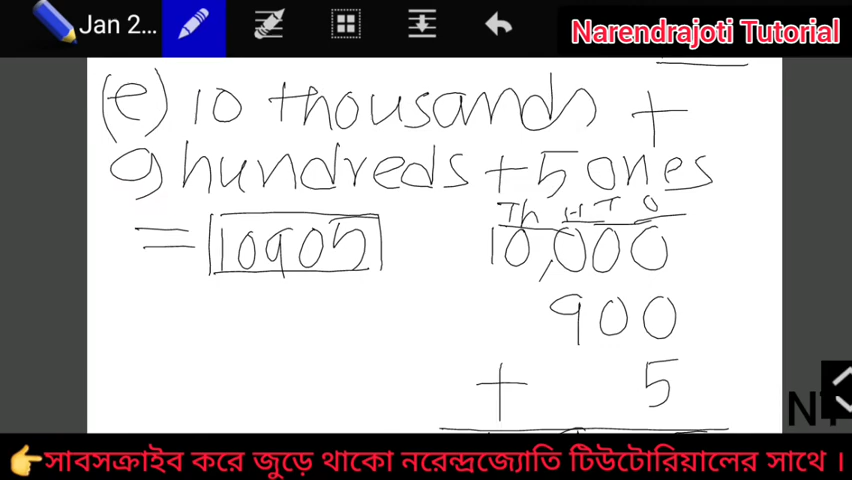 Jan 2...
Narendrajoti Tutorial
(e) 10 thousands +
9 hundreds + 5 ones
Th H T O
= 10905 10,000
900
+ 5
👉সাবসক্রাইব করে জুড়ে থাকো নরেন্দ্রজ্যোতি টিউটোরিয়ালের সাথে ।